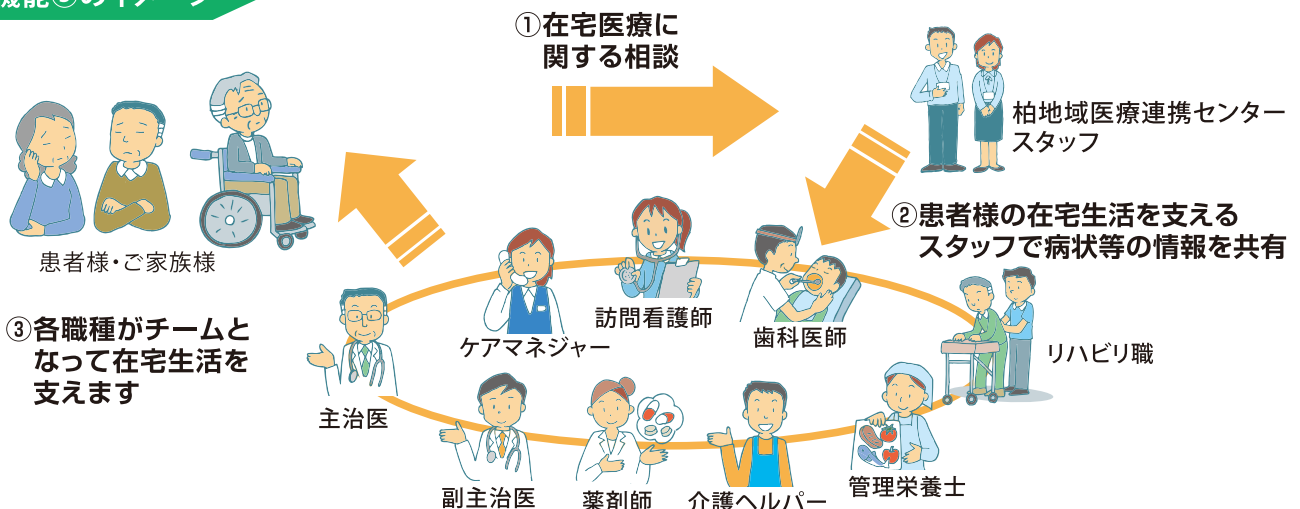 のイメージ
①在宅医療に
関する相談
柏地域医療連携センター
スタッフ
②患者様の在宅生活を支える
スタッフで病状等の情報を共有
患者様・ご家族様
③各職種がチームと
なって在宅生活を
支えます
主治医
ケアマネジャー
訪問看護師
歯科医師
リハビリ職
副主治医
薬剤師
介護ヘルパー
管理栄養士